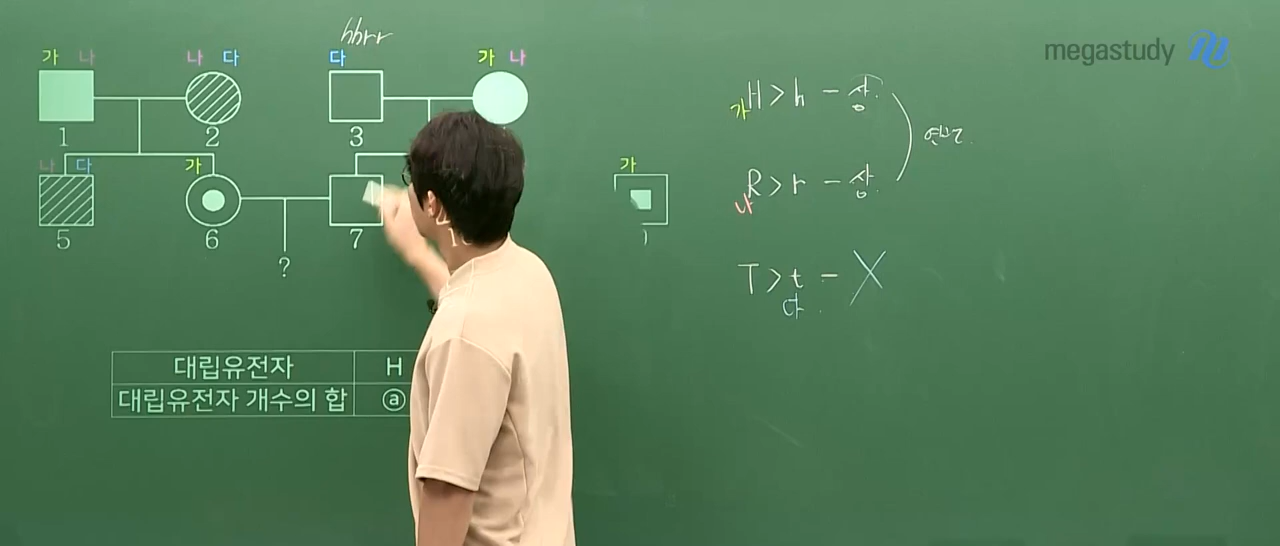 hhrr
megastudy
가 나 나 다 다 가 나
1 2 3
나 다 가
5 6 7
?
가
가 H > h - 상
나 R > r - 상
연관
T > t - X
다
대립유전자 H
대립유전자 개수의 합 ⓐ